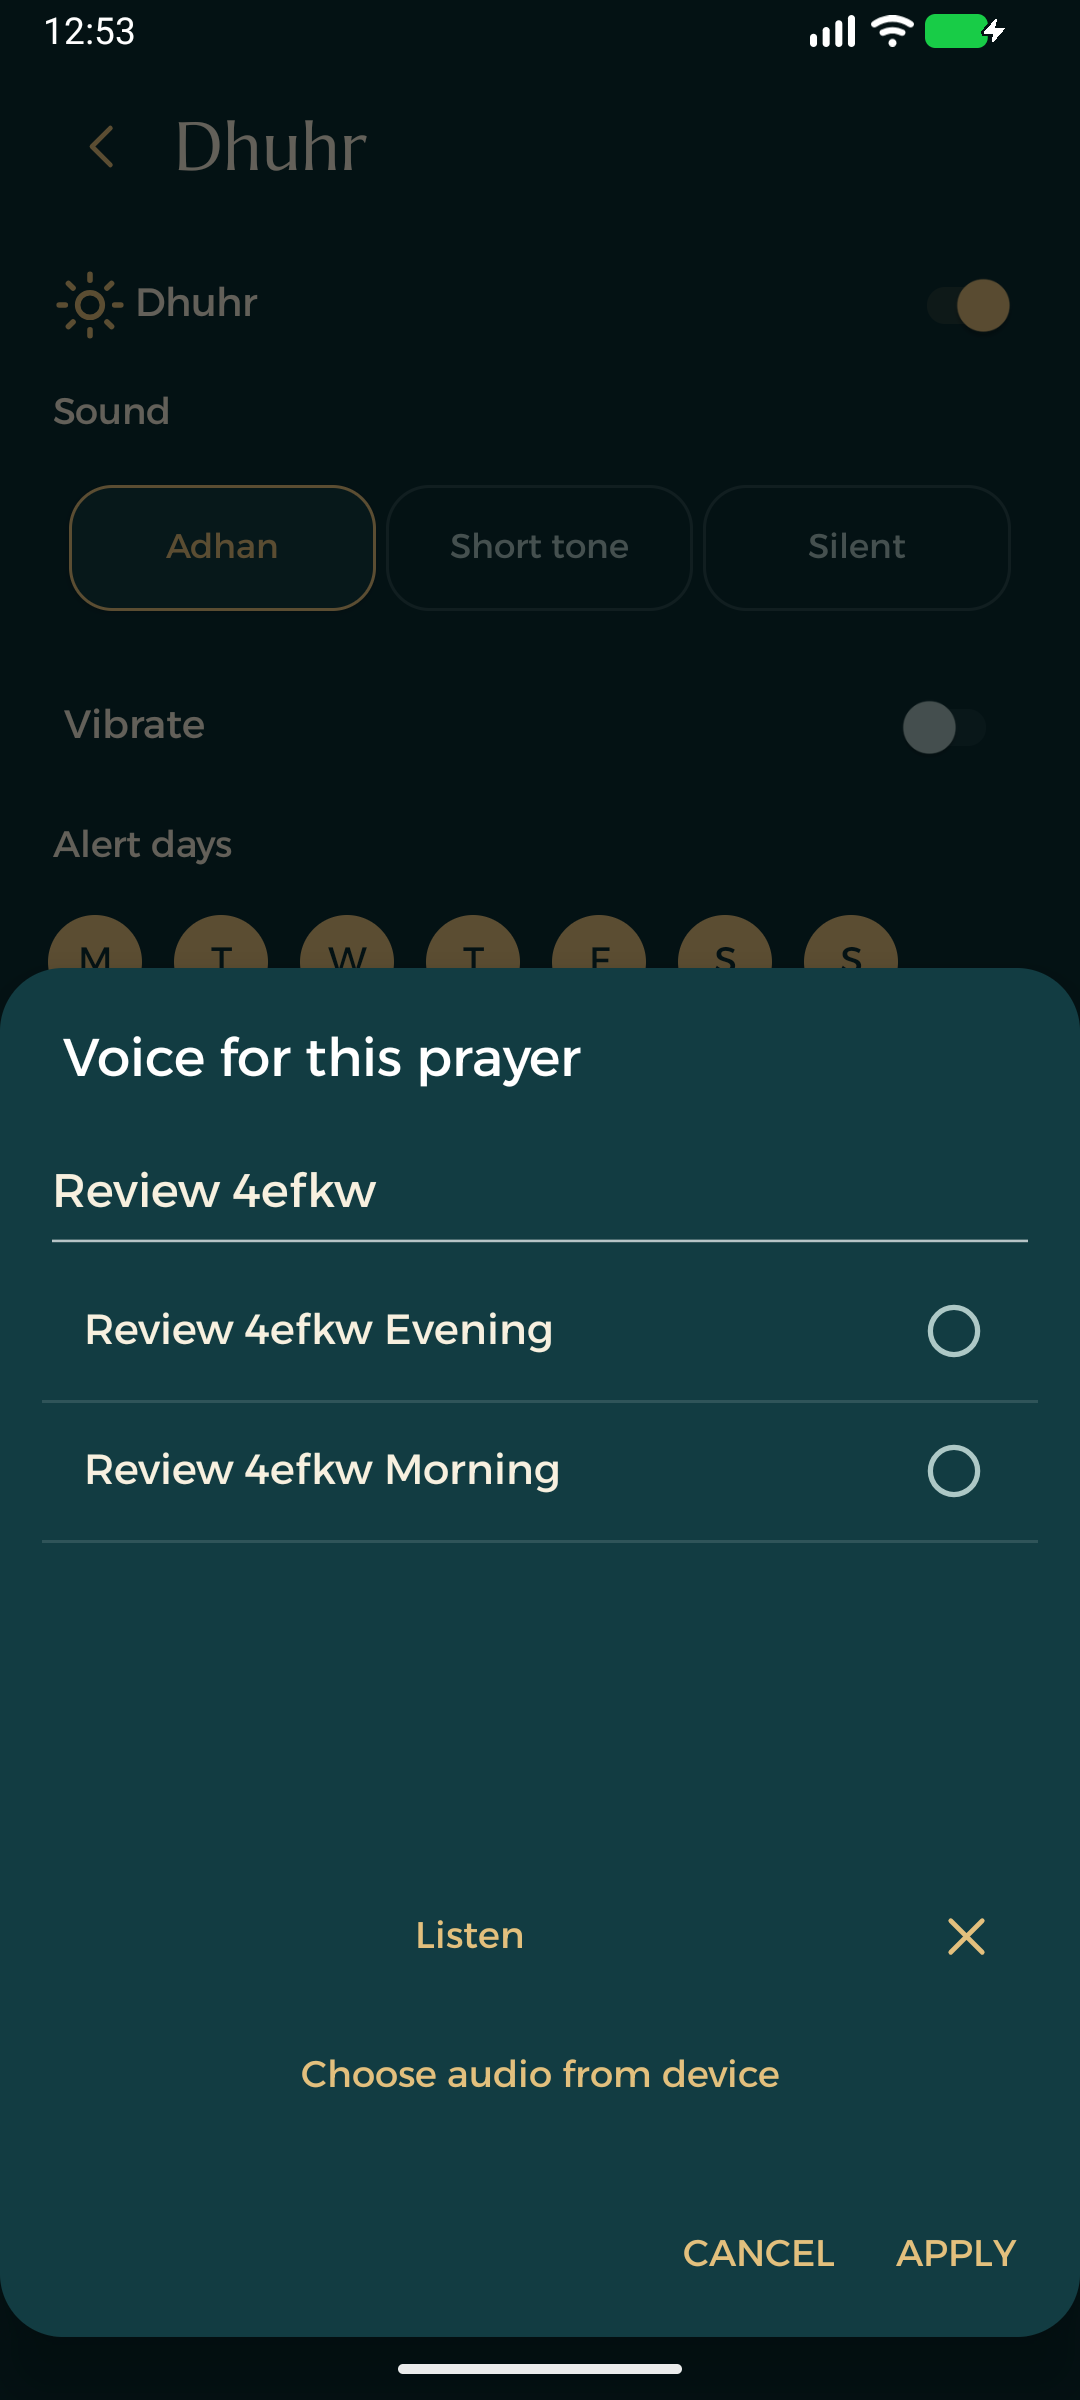 12:53
Dhuhr
Dhuhr
Sound
Adhan Short tone Silent
Vibrate
Alert days
M T W T F S S
Voice for this prayer
Review 4efkw
Review 4efkw Evening
Review 4efkw Morning
Listen
Choose audio from device
CANCEL APPLY